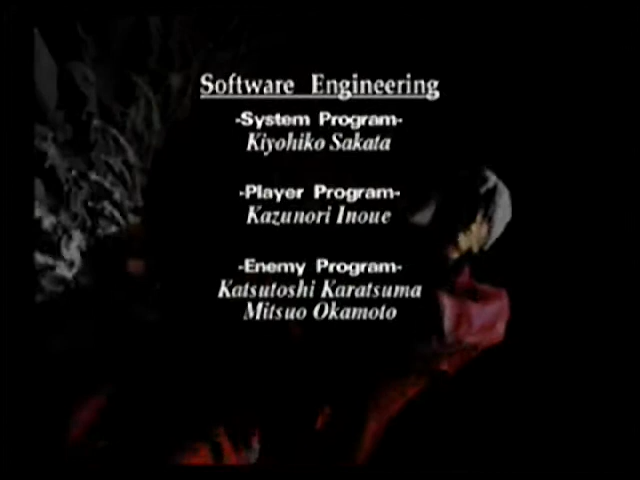 Software Engineering
-System Program-
Kiyohiko Sakata
-Player Program-
Kazunori Inoue
-Enemy Program-
Katsutoshi Karatsuma
Mitsuo Okamoto